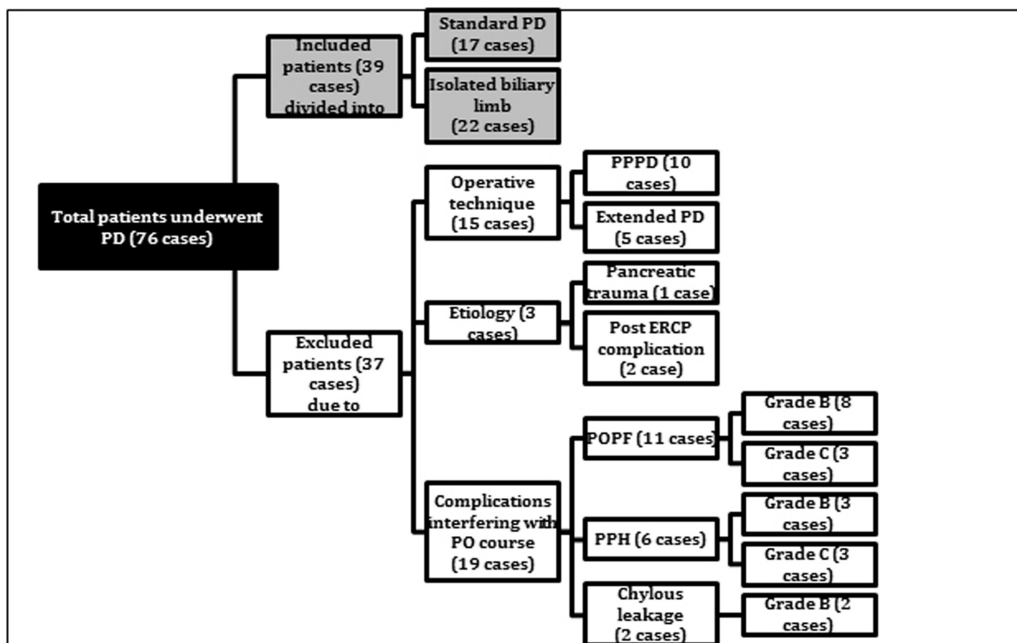 Total patients underwent
PD (76 cases)
Included
patients (39
cases)
divided into
Standard PD
(17 cases)
Isolated biliary
limb
(22 cases)
Excluded
patients (37
cases)
due to
Operative
technique
(15 cases)
PPPD (10
cases)
Extended PD
(5 cases)
Etiology (3
cases)
Pancreatic
trauma (1 case)
Post ERCP
complication
(2 case)
Complications
interfering with
PO course
(19 cases)
POPF (11 cases)
Grade B (8
cases)
Grade C (3
cases)
PPH (6 cases)
Grade B (3
cases)
Grade C (3
cases)
Chylous
leakage
(2 cases)
Grade B (2
cases)